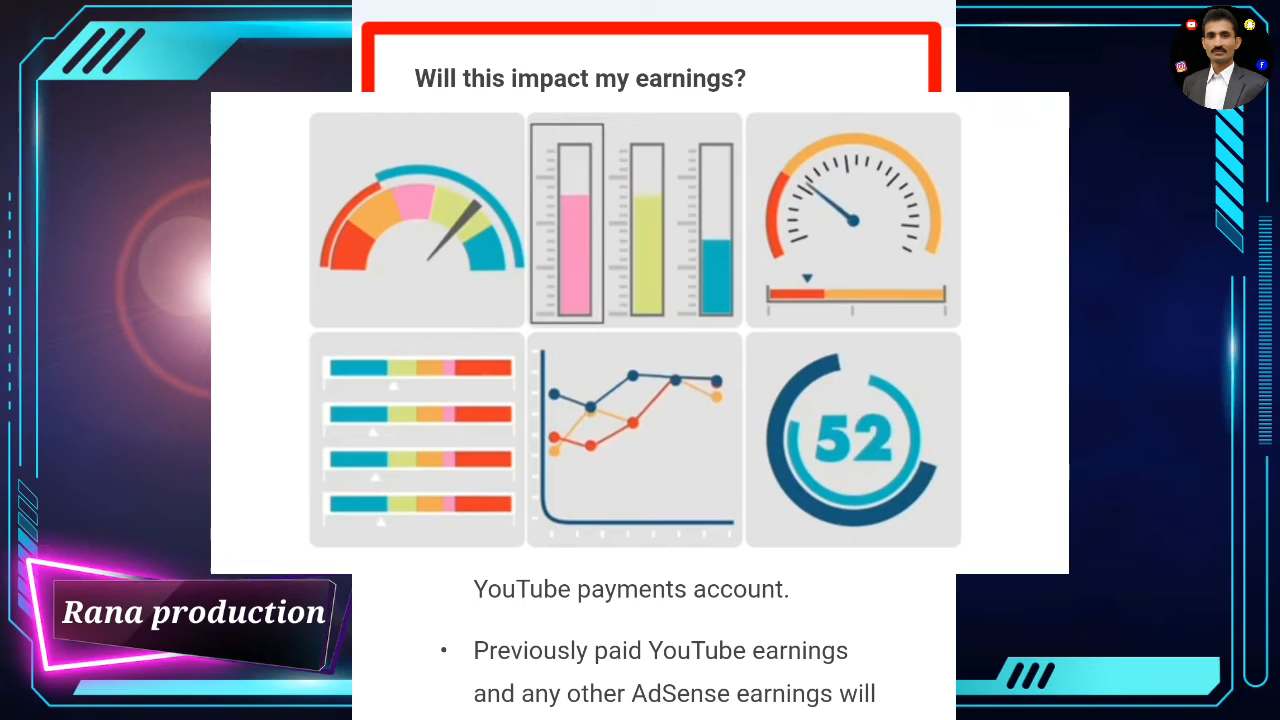 Will this impact my earnings?
52
YouTube payments account.
Rana production
• Previously paid YouTube earnings
and any other AdSense earnings will